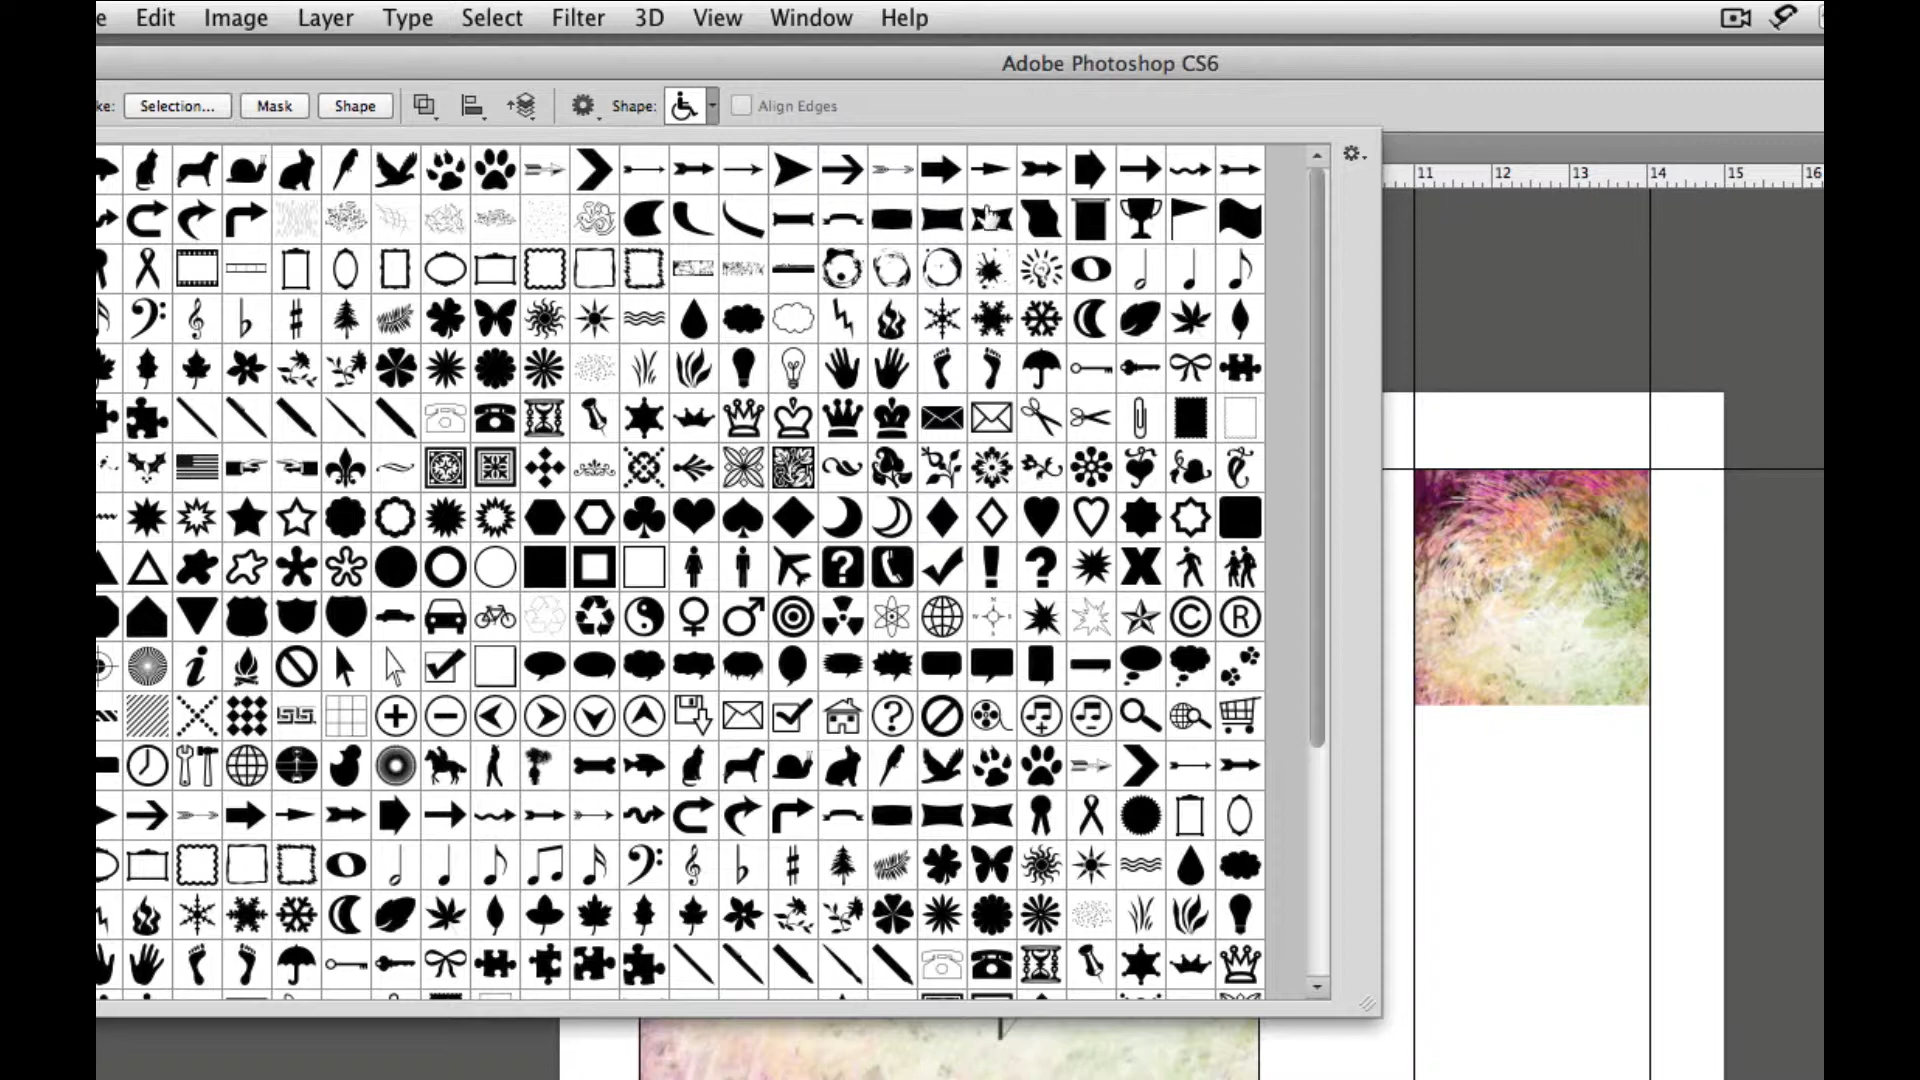 e Edit Image Layer Type Select Filter 3D View Window Help
Adobe Photoshop CS6
ke: Selection... Mask Shape Shape: Align Edges
11 12 13 14 15 16